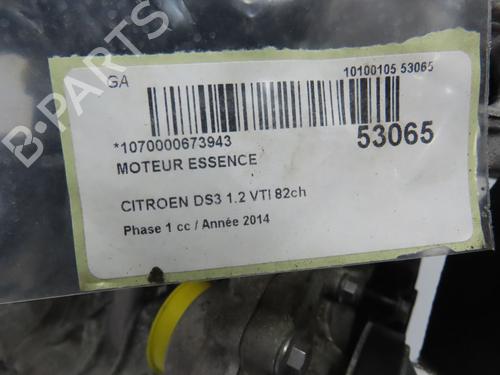 GA
10100105 53065
*1070000673943
53065
MOTEUR ESSENCE
CITROEN DS3 1.2 VTI 82ch
Phase 1 cc / Année 2014
B-PARTS